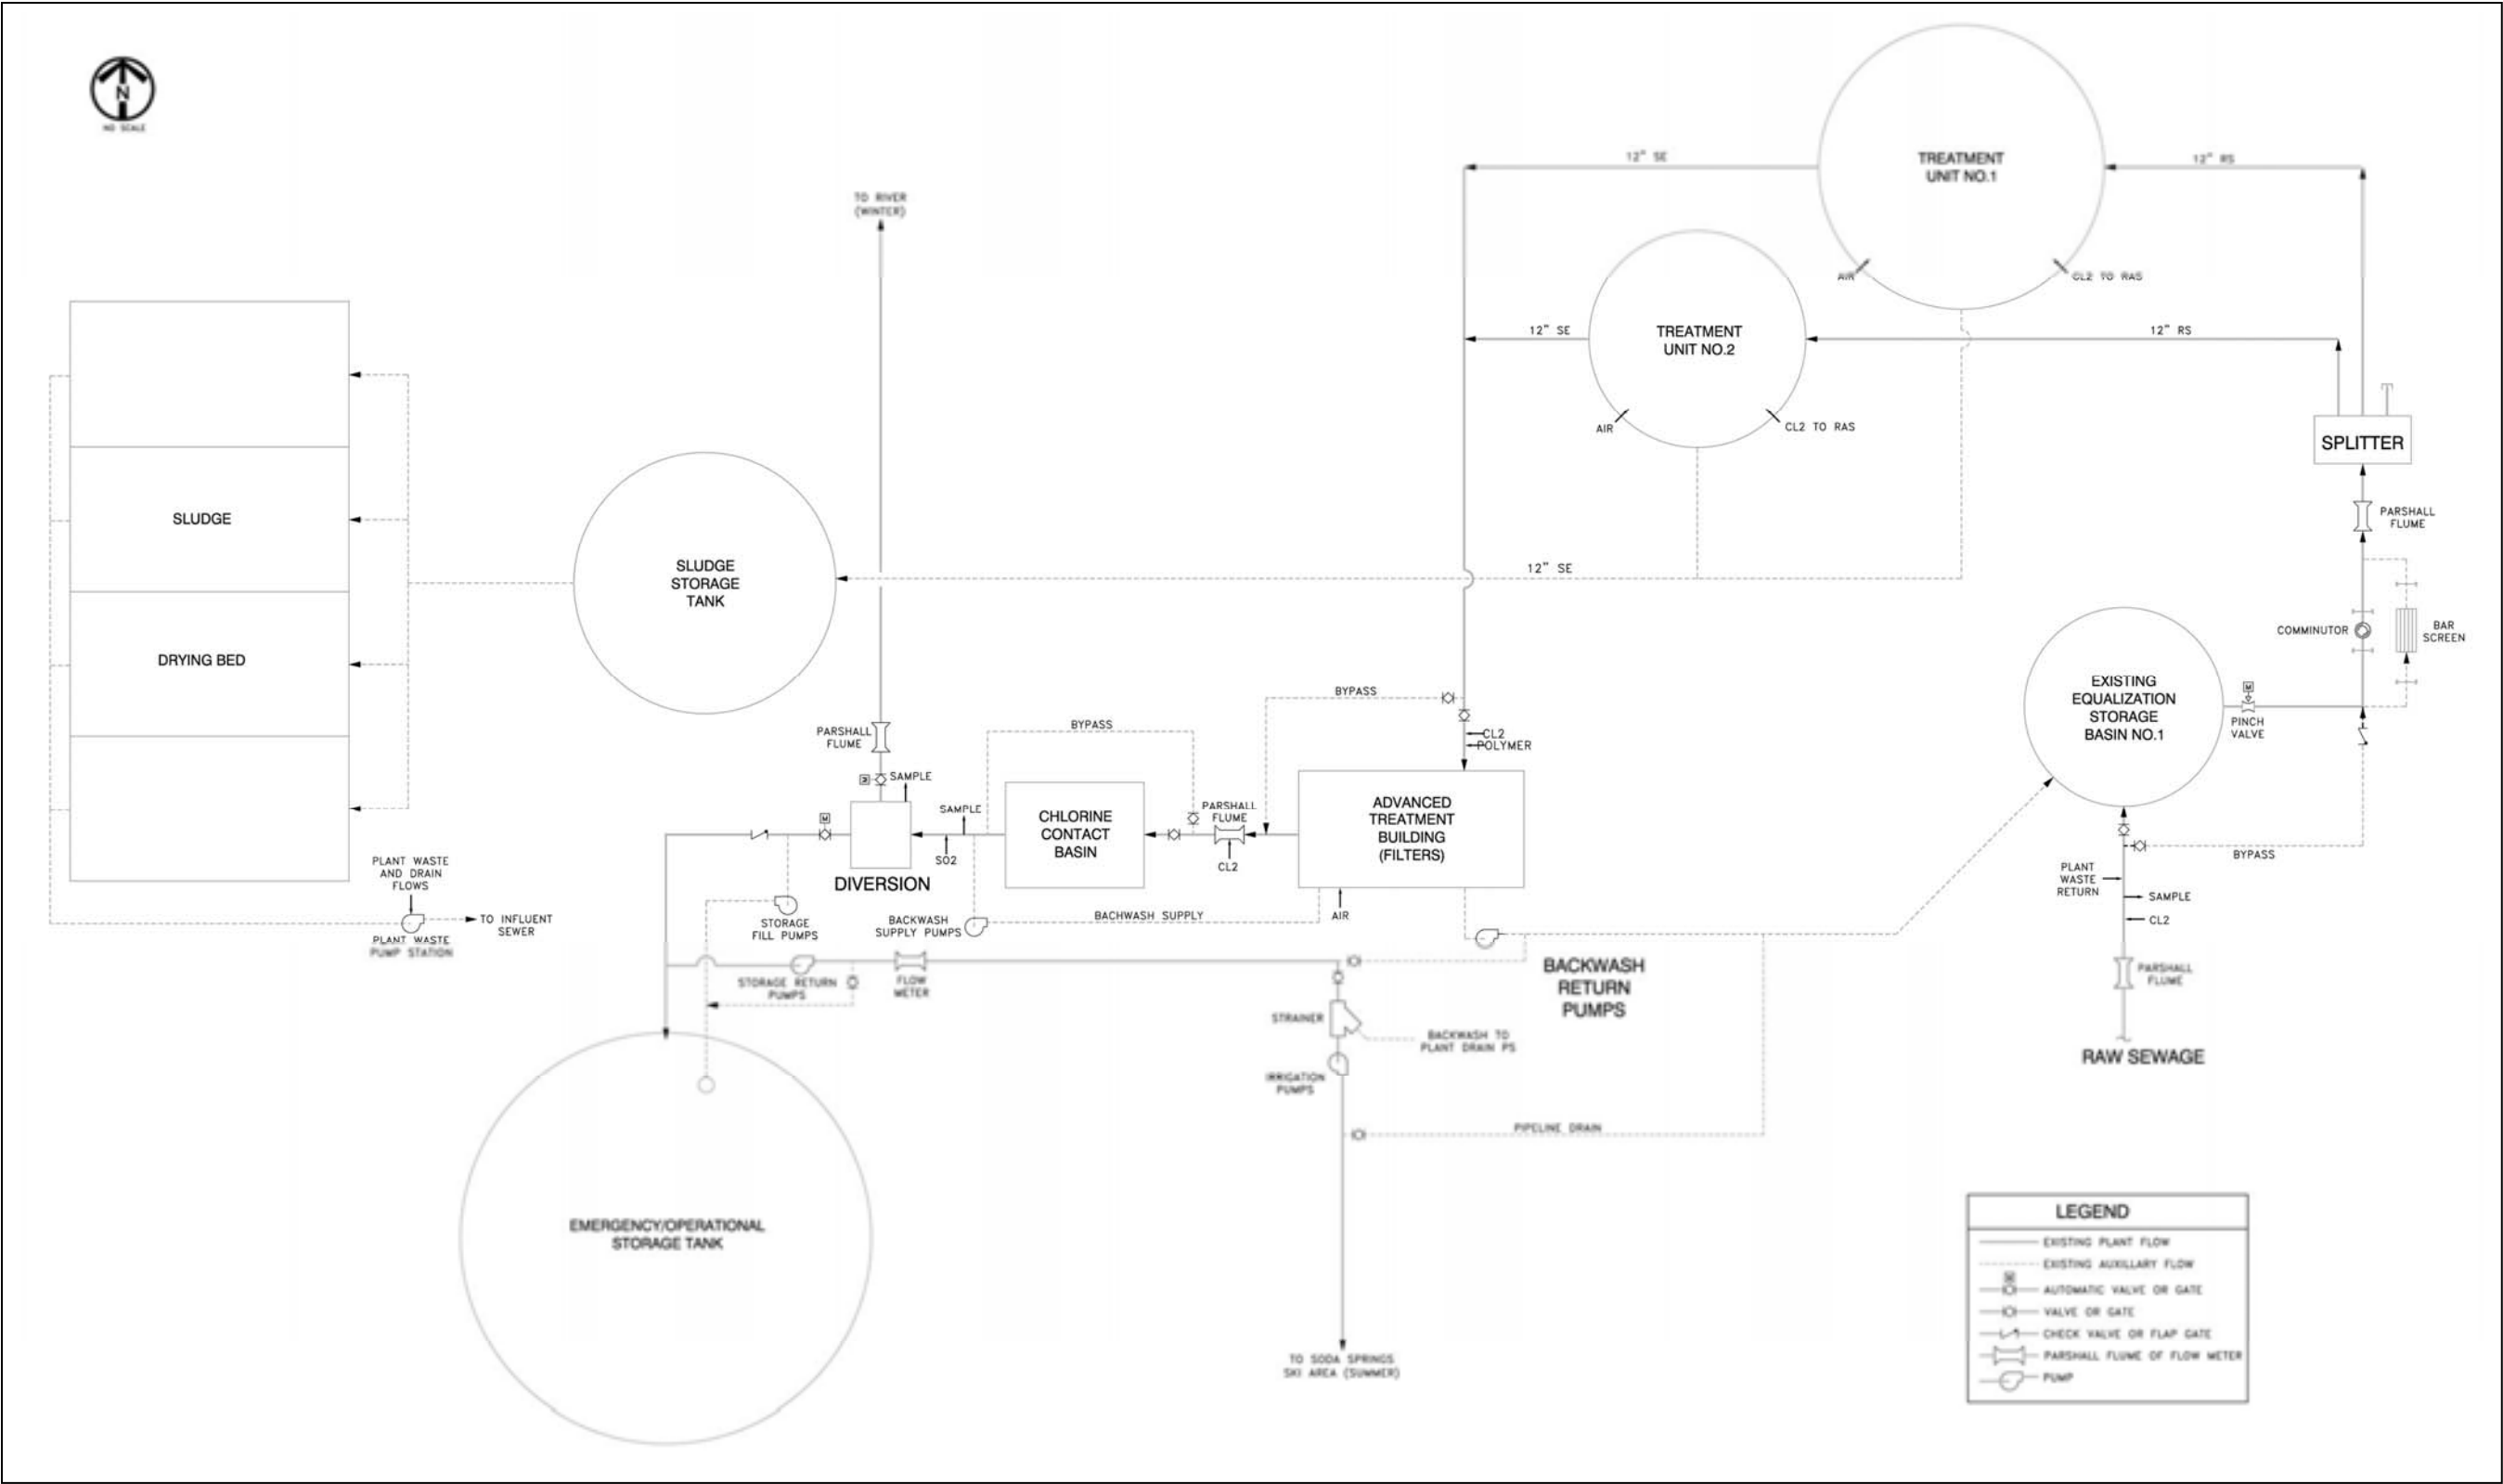 N
NO SCALE
TREATMENT
UNIT NO.1
12" SE
12" RS
AIR
CL2 TO RAS
TO RIVER
(WINTER)
TREATMENT
UNIT NO.2
12" SE
12" RS
AIR
CL2 TO RAS
SPLITTER
PARSHALL
FLUME
SLUDGE
DRYING BED
SLUDGE
STORAGE
TANK
12" SE
COMMINUTOR
BAR
SCREEN
EXISTING
EQUALIZATION
STORAGE
BASIN NO.1
M
PINCH
VALVE
BYPASS
BYPASS
CL2
POLYMER
PARSHALL
FLUME
M
SAMPLE
SAMPLE
M
SO2
DIVERSION
CHLORINE
CONTACT
BASIN
PARSHALL
FLUME
CL2
ADVANCED
TREATMENT
BUILDING
(FILTERS)
AIR
BYPASS
PLANT
WASTE
RETURN
SAMPLE
CL2
PARSHALL
FLUME
RAW SEWAGE
PLANT WASTE
AND DRAIN
FLOWS
TO INFLUENT
SEWER
PLANT WASTE
PUMP STATION
STORAGE
FILL PUMPS
BACKWASH
SUPPLY PUMPS
BACHWASH SUPPLY
STORAGE RETURN
PUMPS
FLOW
METER
BACKWASH
RETURN
PUMPS
STRAINER
BACKWASH TO
PLANT DRAIN PS
IRRIGATION
PUMPS
PIPELINE DRAIN
EMERGENCY/OPERATIONAL
STORAGE TANK
TO SODA SPRINGS
SKI AREA (SUMMER)
LEGEND
EXISTING PLANT FLOW
EXISTING AUXILLARY FLOW
M
AUTOMATIC VALVE OR GATE
VALVE OR GATE
CHECK VALVE OR FLAP GATE
PARSHALL FLUME OF FLOW METER
PUMP